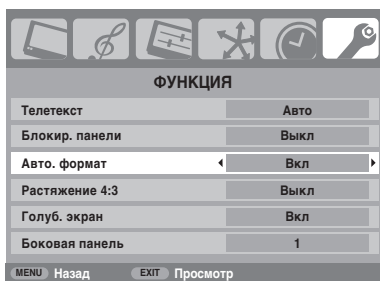 ФУНКЦИЯ
Телетекст Авто
Блокир. панели Выкл
Авто. формат Вкл
Растяжение 4:3 Выкл
Голуб. экран Вкл
Боковая панель 1
MENU Назад EXIT Просмотр